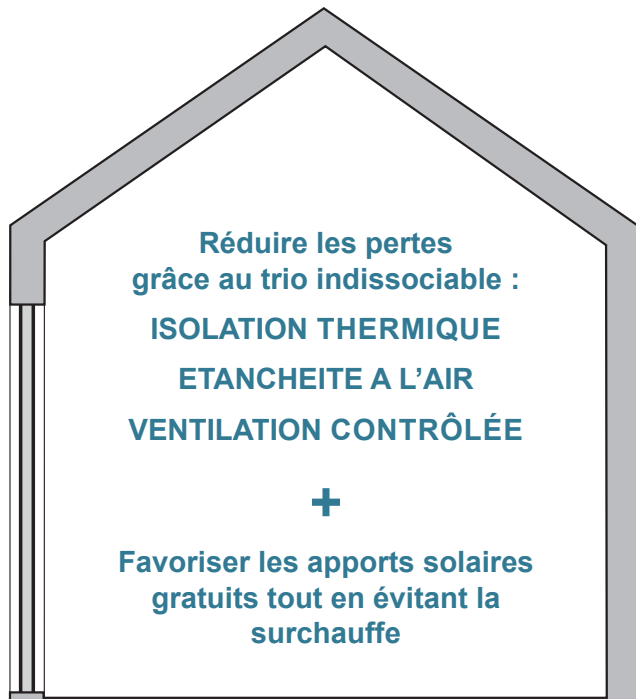 Réduire les pertes
grâce au trio indissociable :
ISOLATION THERMIQUE
ETANCHEITE A L’AIR
VENTILATION CONTRÔLÉE
+
Favoriser les apports solaires
gratuits tout en évitant la
surchauffe